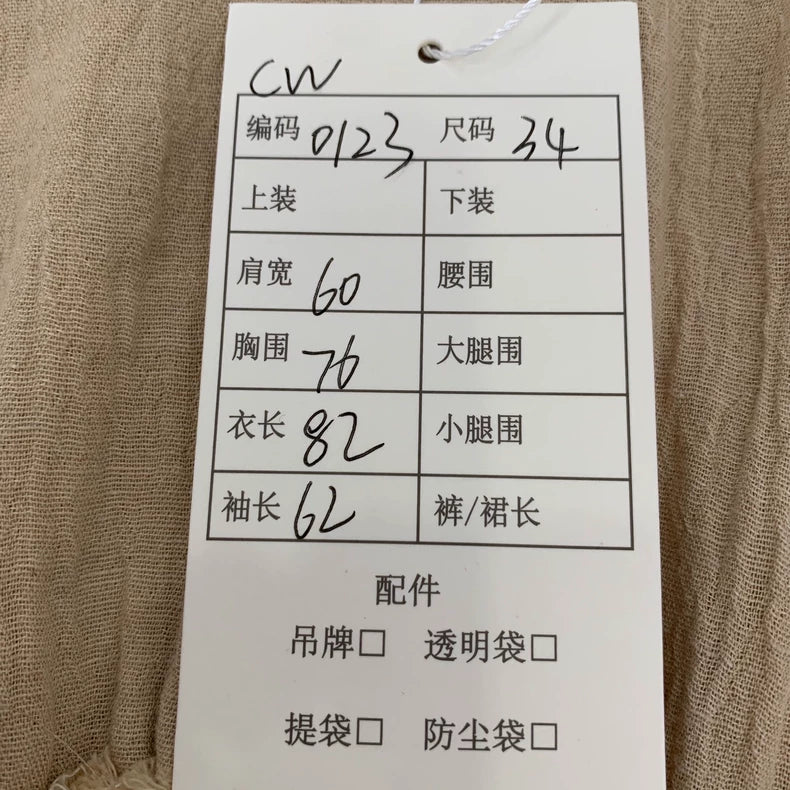 CW
编码 0123 尺码 34
上装 下装
肩宽 60 腰围
胸围 76 大腿围
衣长 82 小腿围
袖长 62 裤/裙长
配件
吊牌□ 透明袋□
提袋□ 防尘袋□